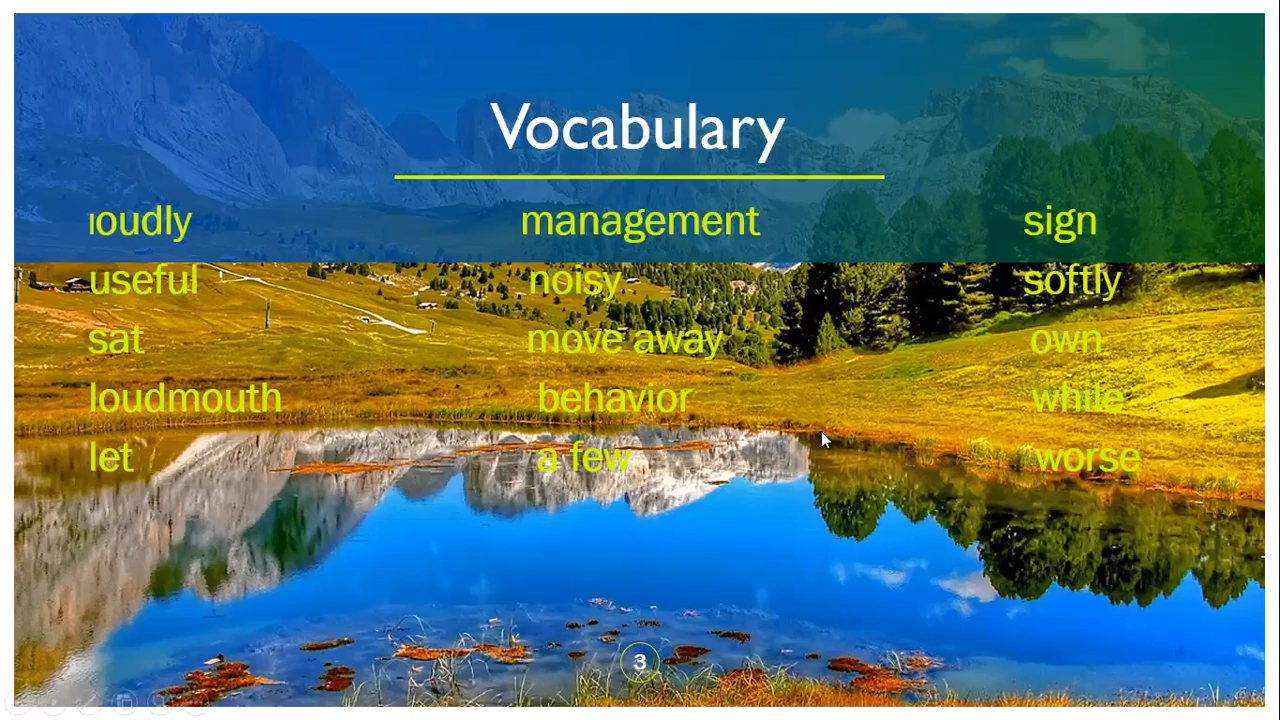 Vocabulary
loudly management sign
useful noisy softly
sat move away own
loudmouth behavior while
let a few worse
3